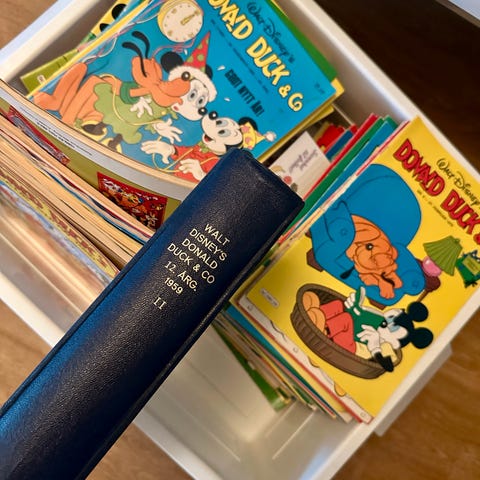 Walt Disney's
DONALD DUCK & CO
GODT NYTT ÅR!
WALT
DISNEY'S
DONALD
DUCK & CO
12. ÅRG.
1959
II
Walt Disney's
DONALD DUCK & CO